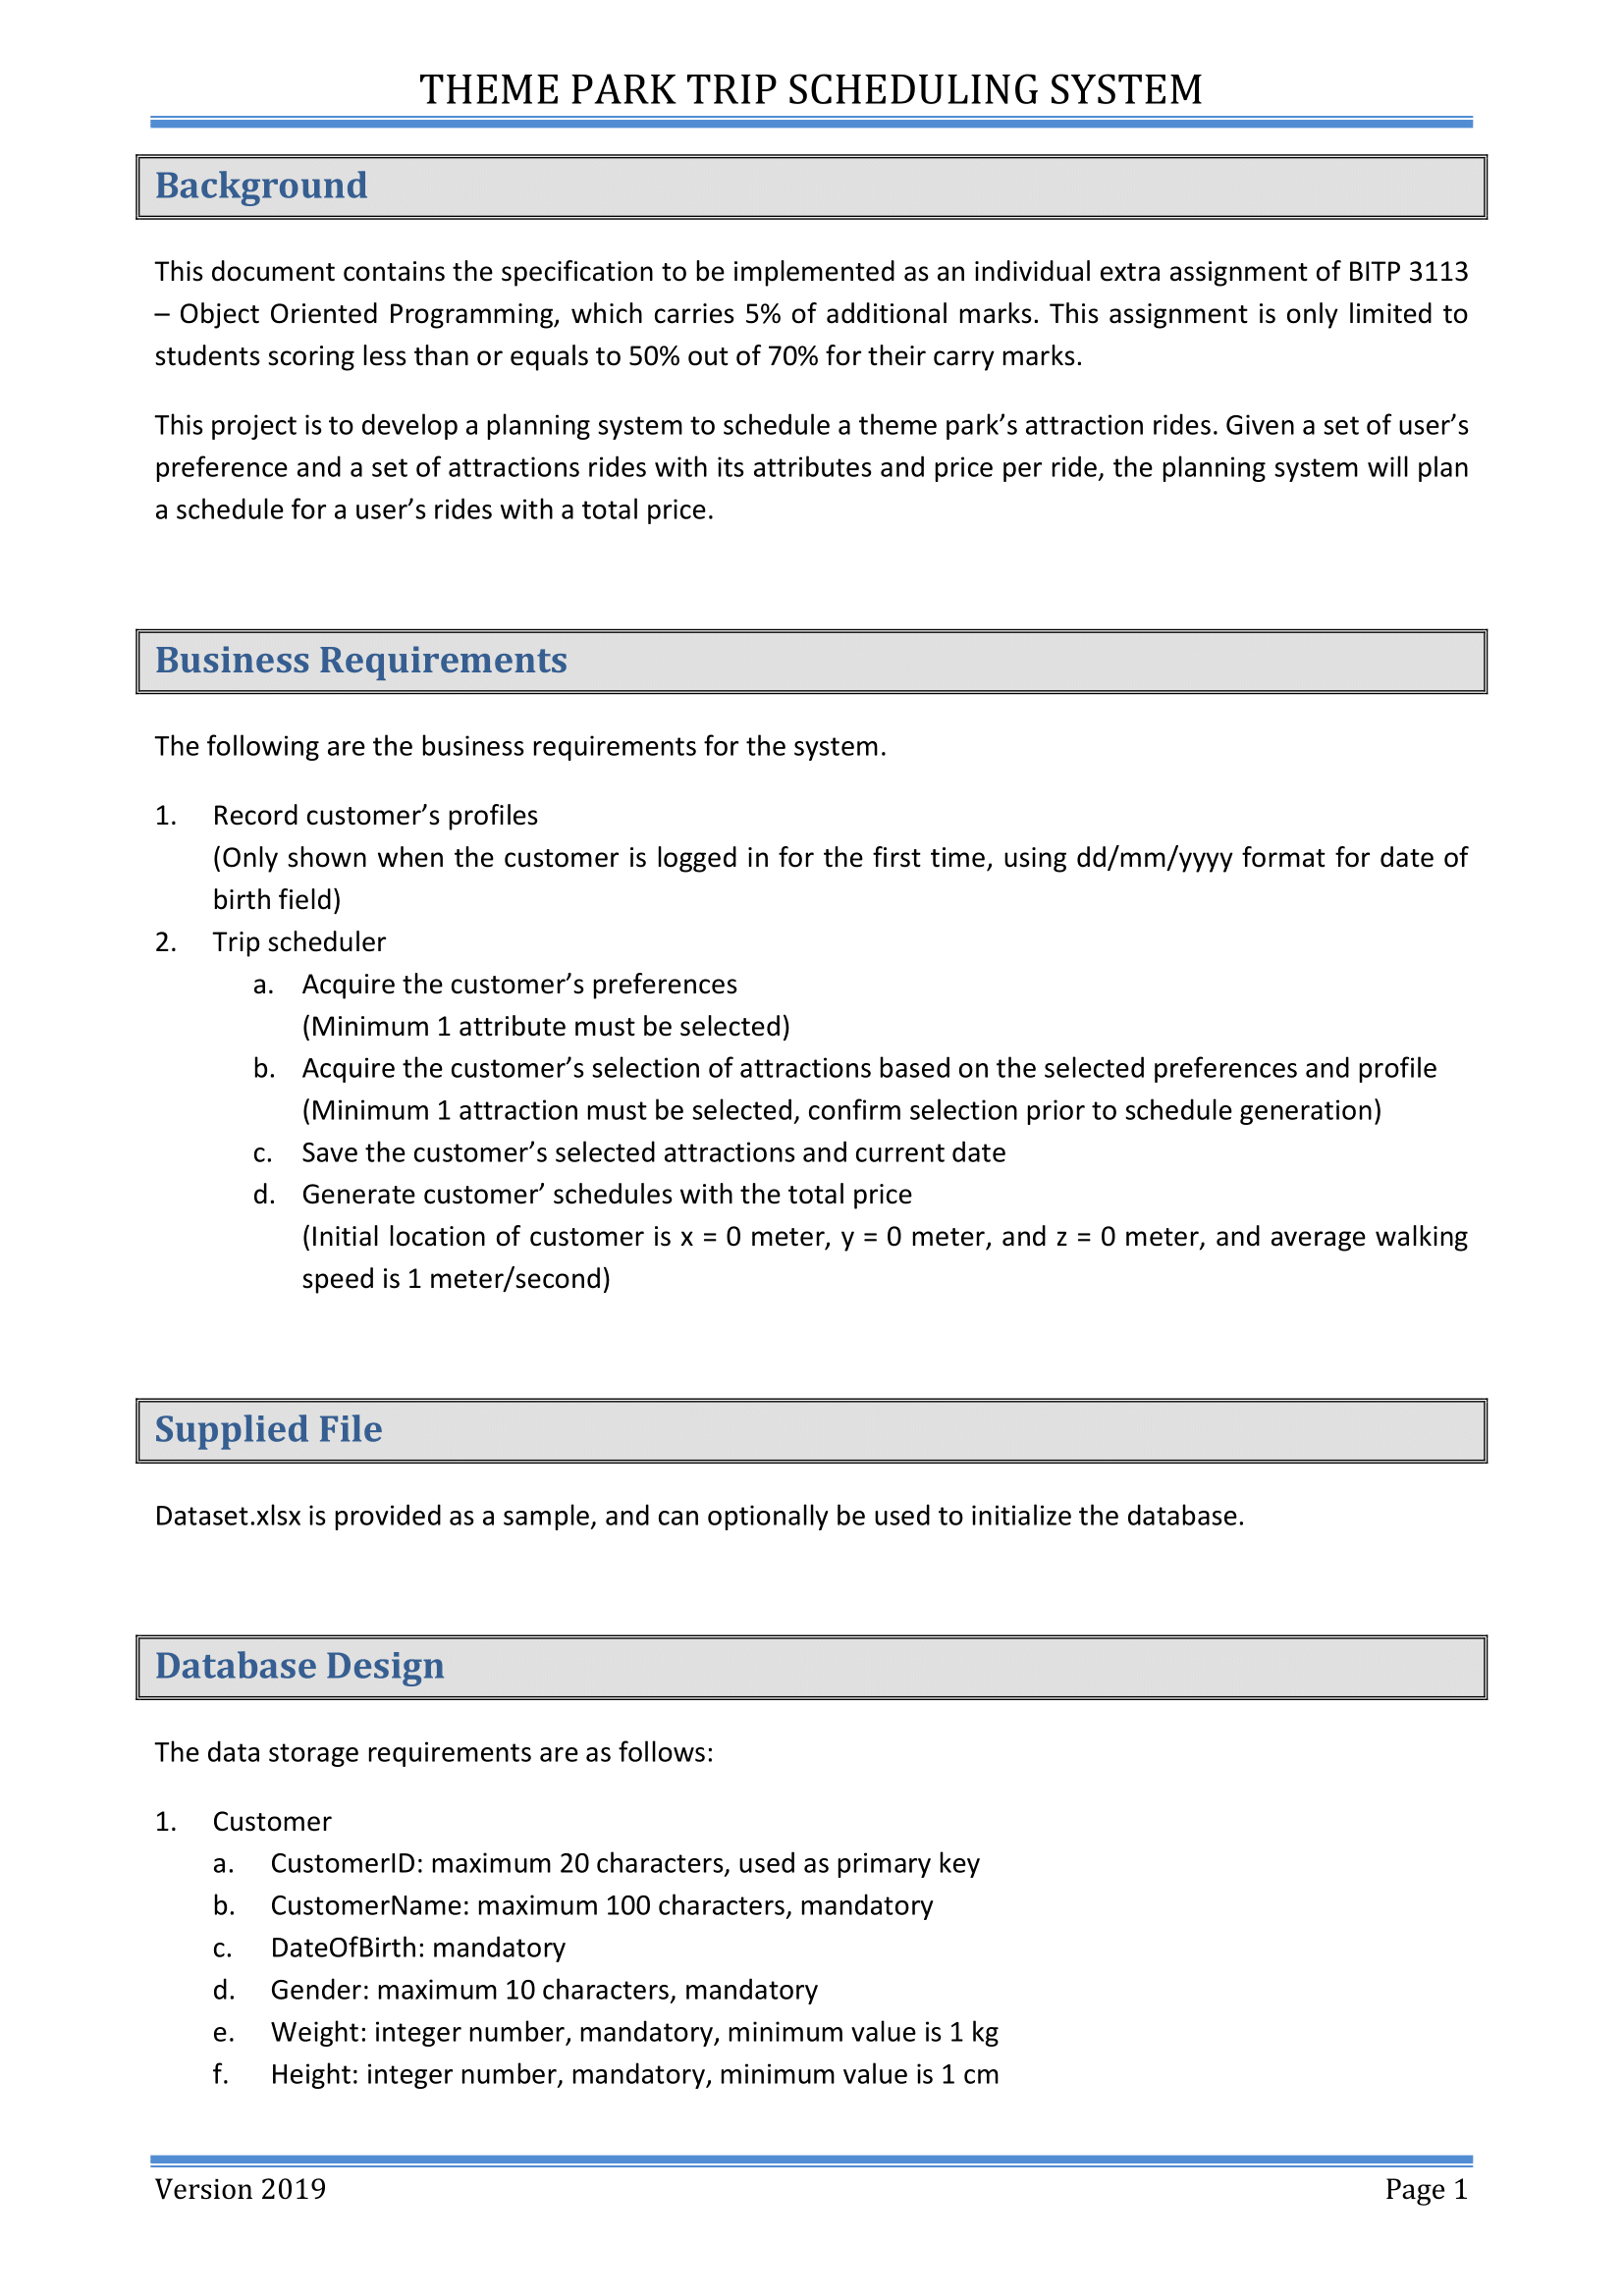 THEME PARK TRIP SCHEDULING SYSTEM
Background
This document contains the specification to be implemented as an individual extra assignment of BITP 3113
– Object Oriented Programming, which carries 5% of additional marks. This assignment is only limited to
students scoring less than or equals to 50% out of 70% for their carry marks.
This project is to develop a planning system to schedule a theme park’s attraction rides. Given a set of user’s
preference and a set of attractions rides with its attributes and price per ride, the planning system will plan
a schedule for a user’s rides with a total price.
Business Requirements
The following are the business requirements for the system.
1. Record customer’s profiles
(Only shown when the customer is logged in for the first time, using dd/mm/yyyy format for date of
birth field)
2. Trip scheduler
a. Acquire the customer’s preferences
(Minimum 1 attribute must be selected)
b. Acquire the customer’s selection of attractions based on the selected preferences and profile
(Minimum 1 attraction must be selected, confirm selection prior to schedule generation)
c. Save the customer’s selected attractions and current date
d. Generate customer’ schedules with the total price
(Initial location of customer is x = 0 meter, y = 0 meter, and z = 0 meter, and average walking
speed is 1 meter/second)
Supplied File
Dataset.xlsx is provided as a sample, and can optionally be used to initialize the database.
Database Design
The data storage requirements are as follows:
1. Customer
a. CustomerID: maximum 20 characters, used as primary key
b. CustomerName: maximum 100 characters, mandatory
c. DateOfBirth: mandatory
d. Gender: maximum 10 characters, mandatory
e. Weight: integer number, mandatory, minimum value is 1 kg
f. Height: integer number, mandatory, minimum value is 1 cm
Version 2019 Page 1